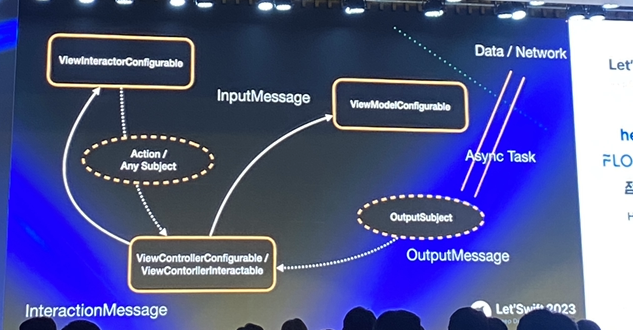 Data / Network
ViewInteractorConfigurable
InputMessage
ViewModelConfigurable
Action /
Any Subject
Async Task
OutputSubject
ViewControllerConfigurable /
ViewContorllerInteractable
OutputMessage
InteractionMessage
Let'Swift 2023
Let'
he
FLO